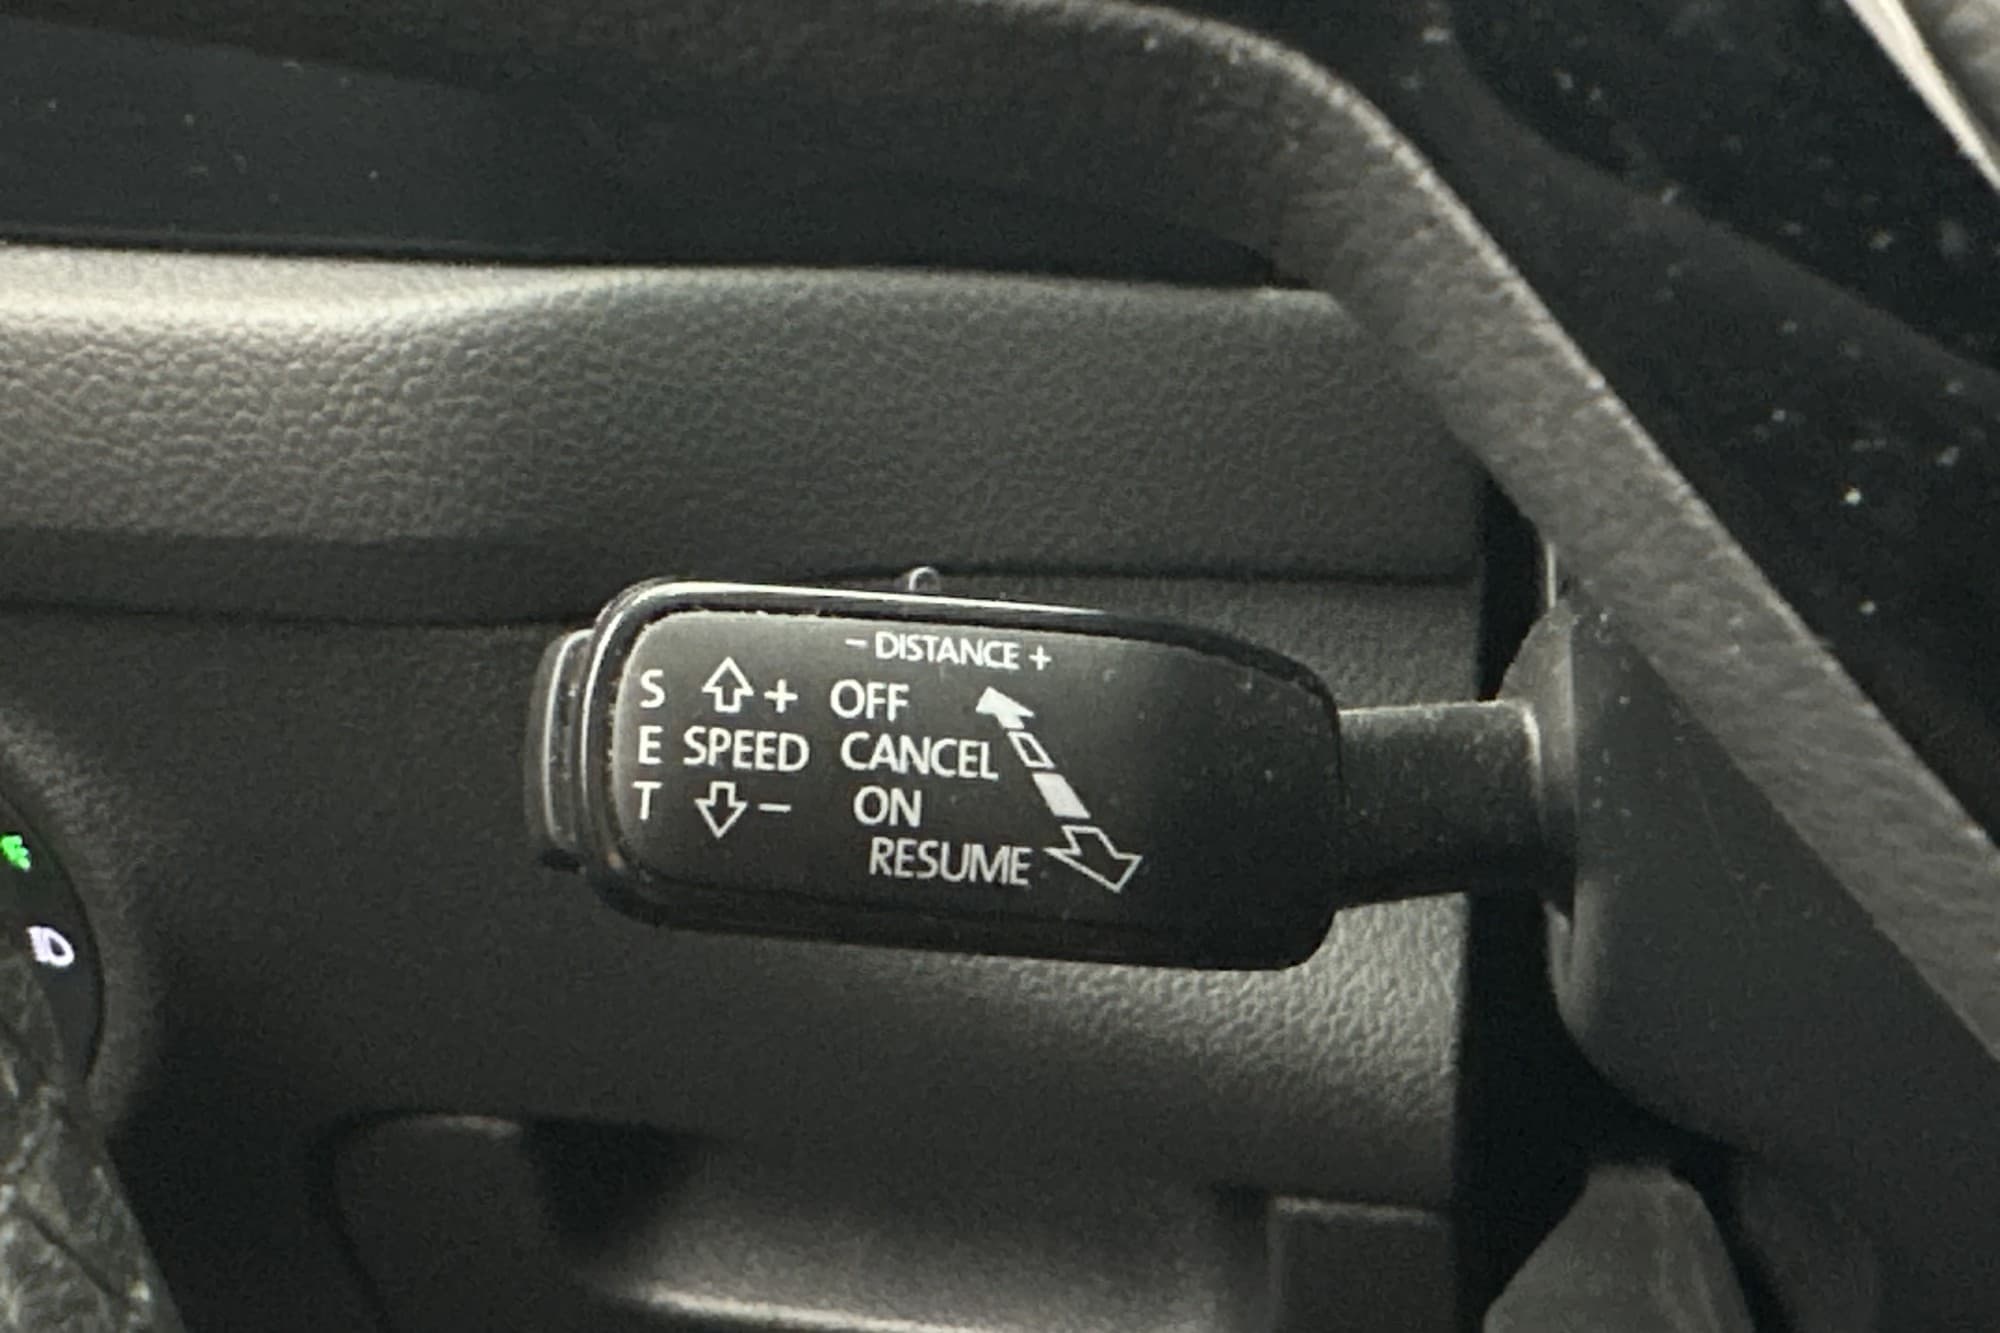 - DISTANCE +
S + OFF
E SPEED CANCEL
T - ON
RESUME